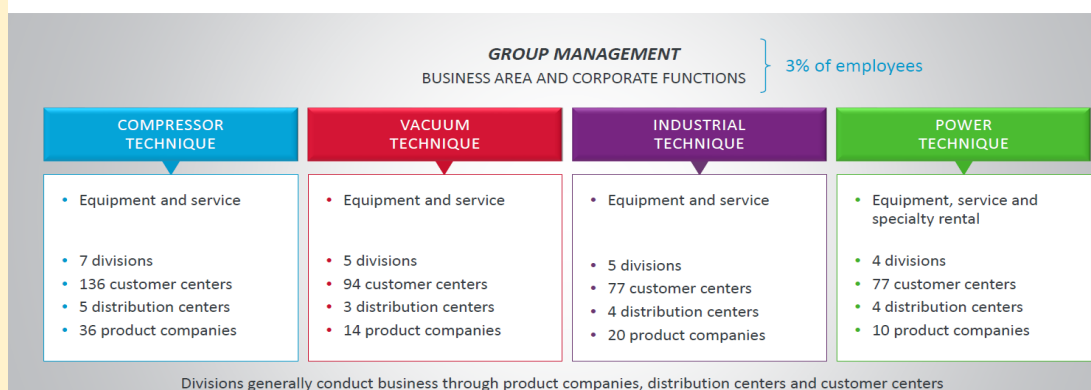 GROUP MANAGEMENT
BUSINESS AREA AND CORPORATE FUNCTIONS
3% of employees
COMPRESSOR
TECHNIQUE
• Equipment and service
• 7 divisions
• 136 customer centers
• 5 distribution centers
• 36 product companies
VACUUM
TECHNIQUE
• Equipment and service
• 5 divisions
• 94 customer centers
• 3 distribution centers
• 14 product companies
INDUSTRIAL
TECHNIQUE
• Equipment and service
• 5 divisions
• 77 customer centers
• 4 distribution centers
• 20 product companies
POWER
TECHNIQUE
• Equipment, service and
specialty rental
• 4 divisions
• 77 customer centers
• 4 distribution centers
• 10 product companies
Divisions generally conduct business through product companies, distribution centers and customer centers